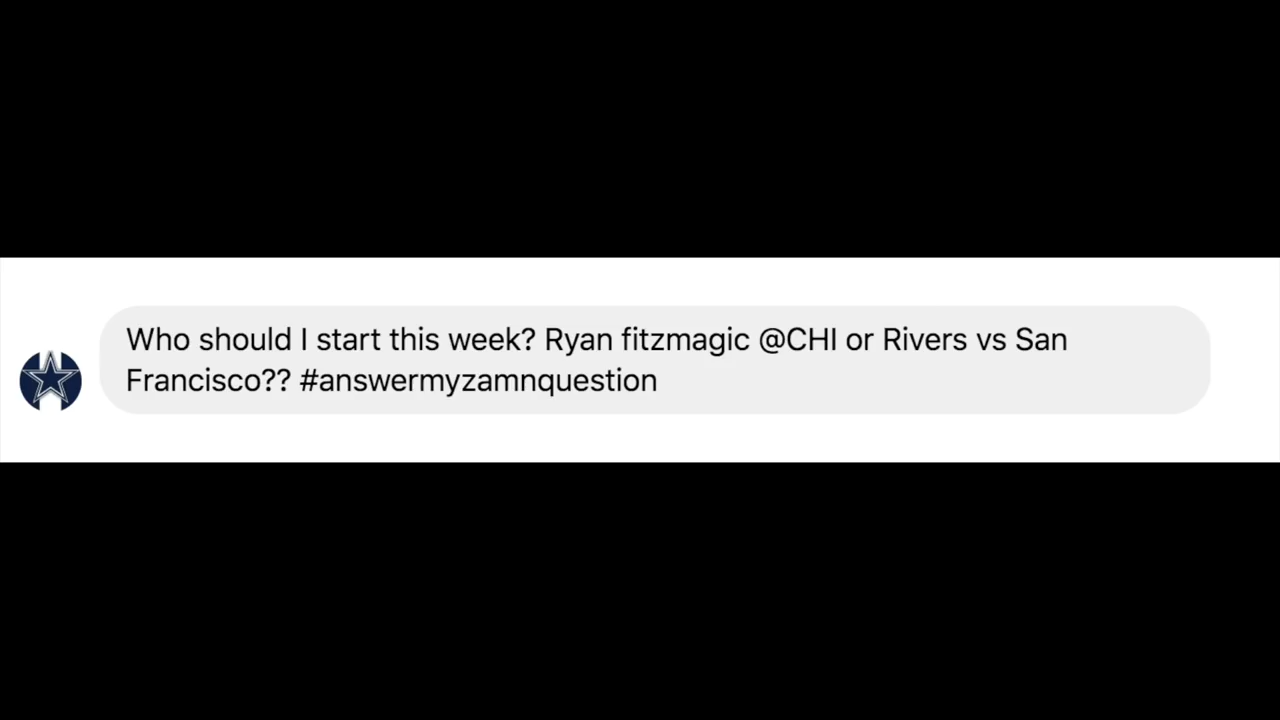 Who should I start this week? Ryan fitzmagic @CHI or Rivers vs San
Francisco?? #answermyzamnquestion